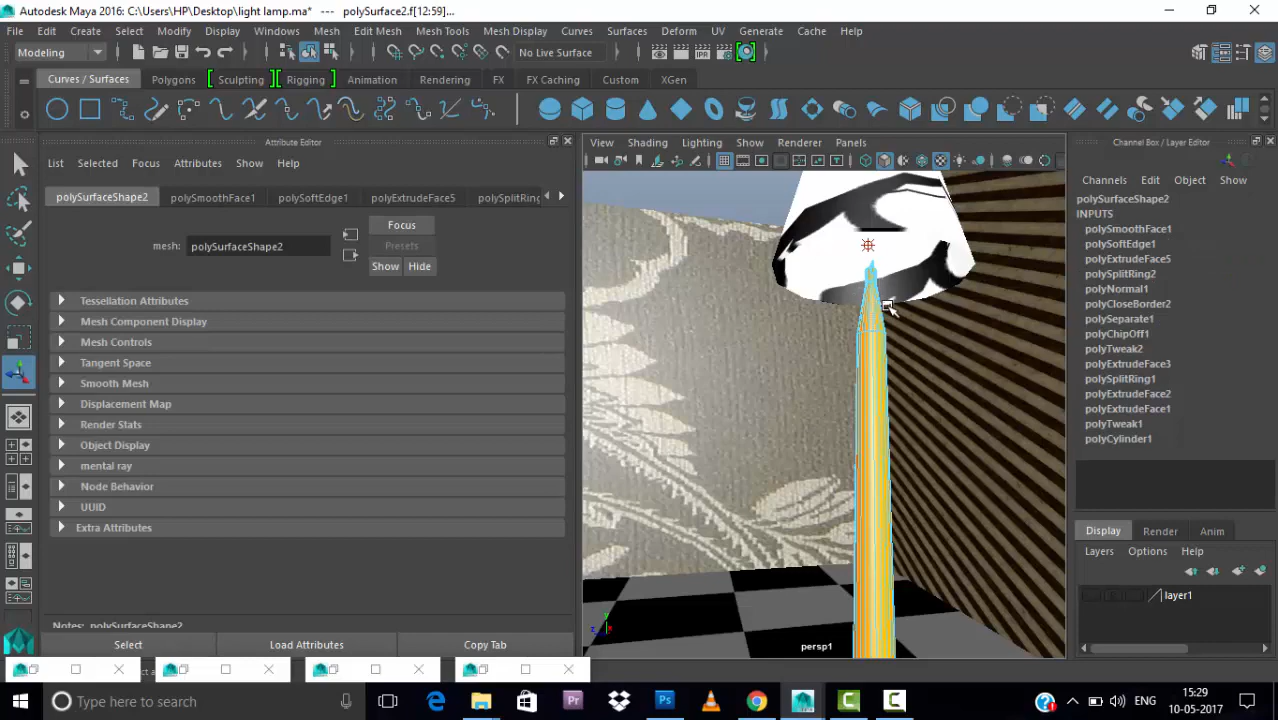 Autodesk Maya 2016: C:\Users\HP\Desktop\light lamp.ma*   ---   polySurface2.f[12:59]...
File Edit Create Select Modify Display Windows Mesh Edit Mesh Mesh Tools Mesh Display Curves Surfaces Deform UV Generate Cache Help
Modeling No Live Surface
Curves / Surfaces Polygons Sculpting Rigging Animation Rendering FX FX Caching Custom XGen
Attribute Editor
List Selected Focus Attributes Show Help
polySurfaceShape2 polySmoothFace1 polySoftEdge1 polyExtrudeFace5 polySplitRing
mesh: polySurfaceShape2
Focus
Presets
Show Hide
Tessellation Attributes
Mesh Component Display
Mesh Controls
Tangent Space
Smooth Mesh
Displacement Map
Render Stats
Object Display
mental ray
Node Behavior
UUID
Extra Attributes
Notes: polySurfaceShape2
Select Load Attributes Copy Tab
View Shading Lighting Show Renderer Panels
persp1
Channel Box / Layer Editor
Channels Edit Object Show
polySurfaceShape2
INPUTS
polySmoothFace1
polySoftEdge1
polyExtrudeFace5
polySplitRing2
polyNormal1
polyCloseBorder2
polySeparate1
polyChipOff1
polyTweak2
polyExtrudeFace3
polySplitRing1
polyExtrudeFace2
polyExtrudeFace1
polyTweak1
polyCylinder1
Display Render Anim
Layers Options Help
layer1
Type here to search
ENG
15:29
10-05-2017